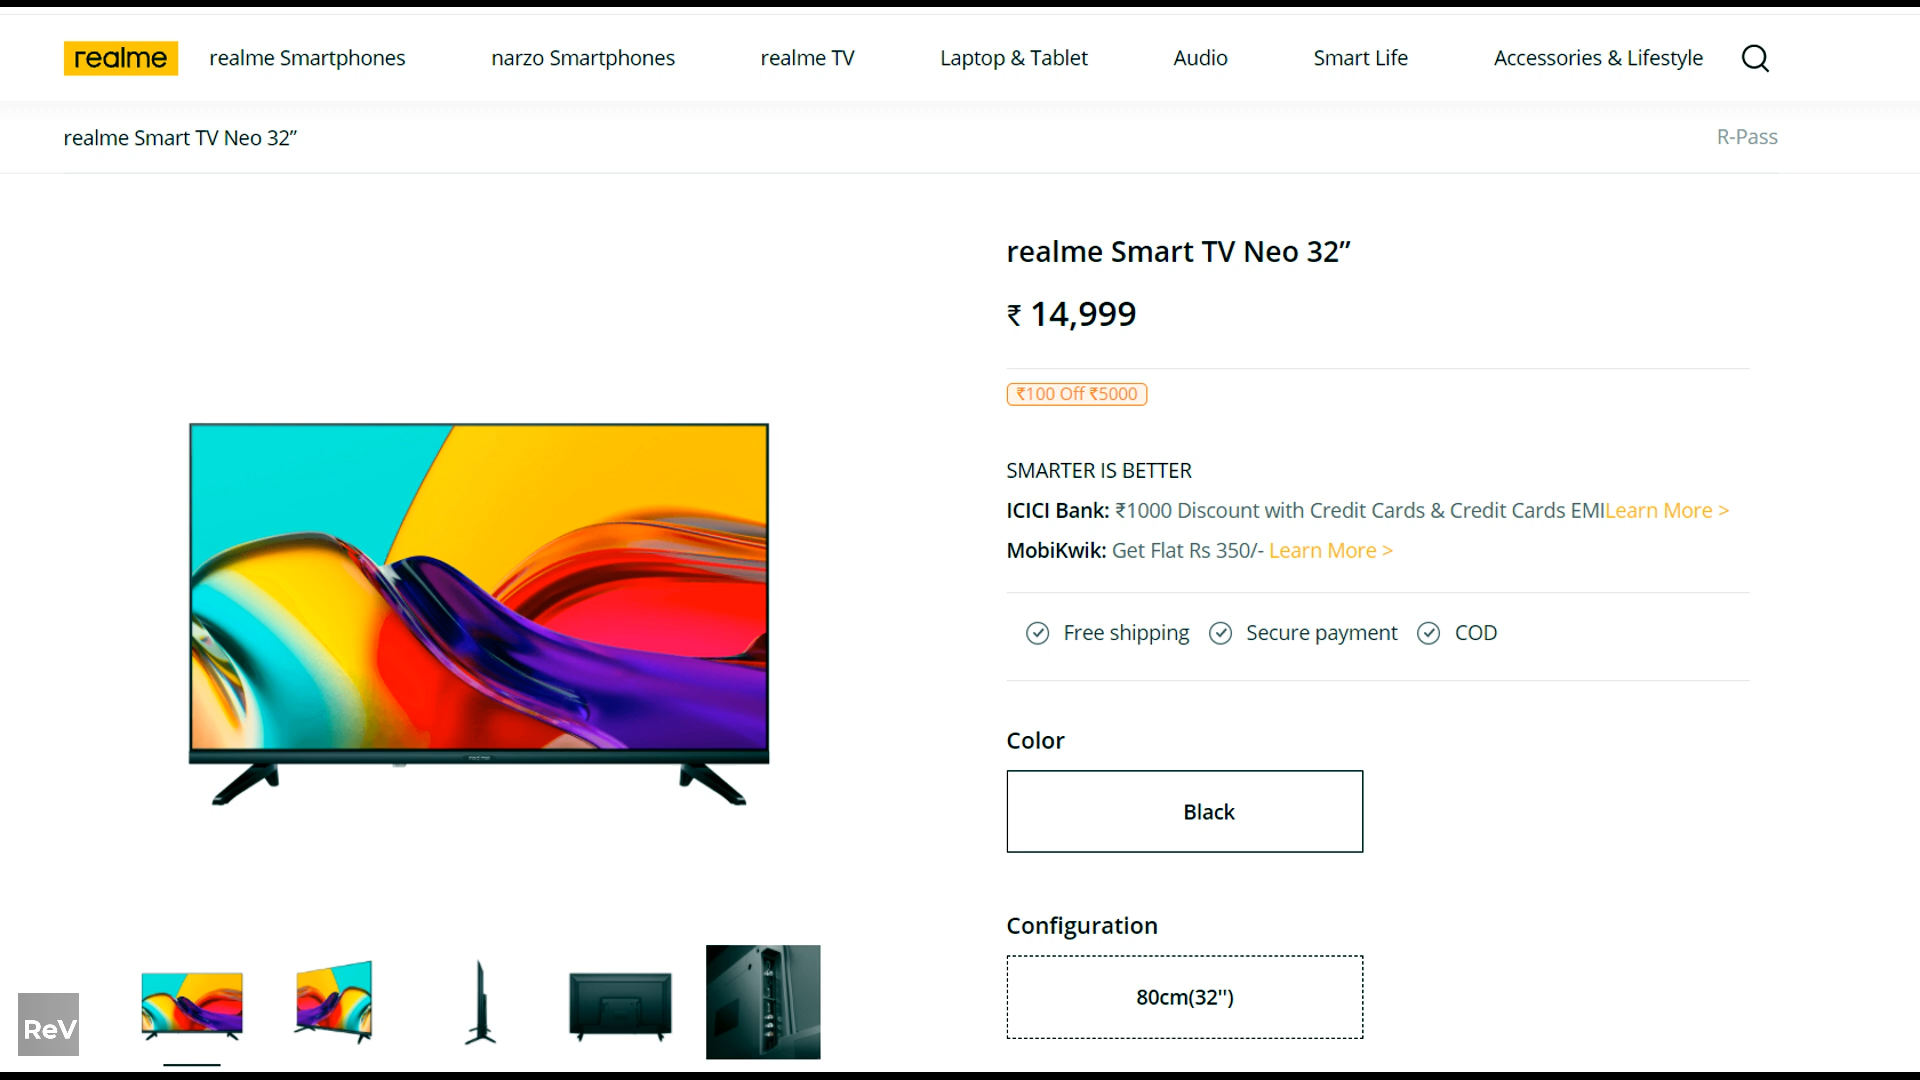 realme
realme Smartphones
narzo Smartphones
realme TV
Laptop & Tablet
Audio
Smart Life
Accessories & Lifestyle
realme Smart TV Neo 32”
R-Pass
realme Smart TV Neo 32”
₹ 14,999
₹100 Off ₹5000
SMARTER IS BETTER
ICICI Bank: ₹1000 Discount with Credit Cards & Credit Cards EMILearn More >
MobiKwik: Get Flat Rs 350/- Learn More >
Free shipping
Secure payment
COD
Color
Black
Configuration
80cm(32'')
ReV